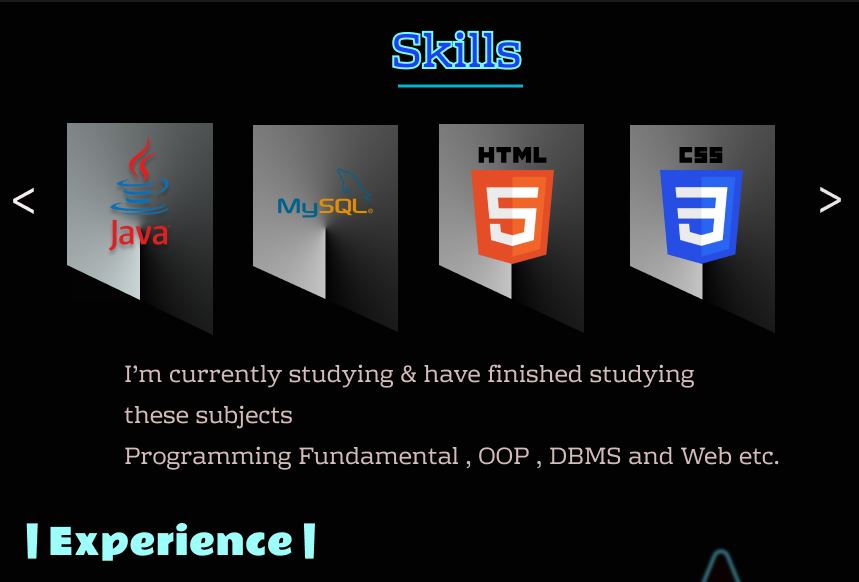 Skills
<
Java
MySQL®
HTML
5
CSS
3
>
I’m currently studying & have finished studying
these subjects
Programming Fundamental , OOP , DBMS and Web etc.
| Experience |